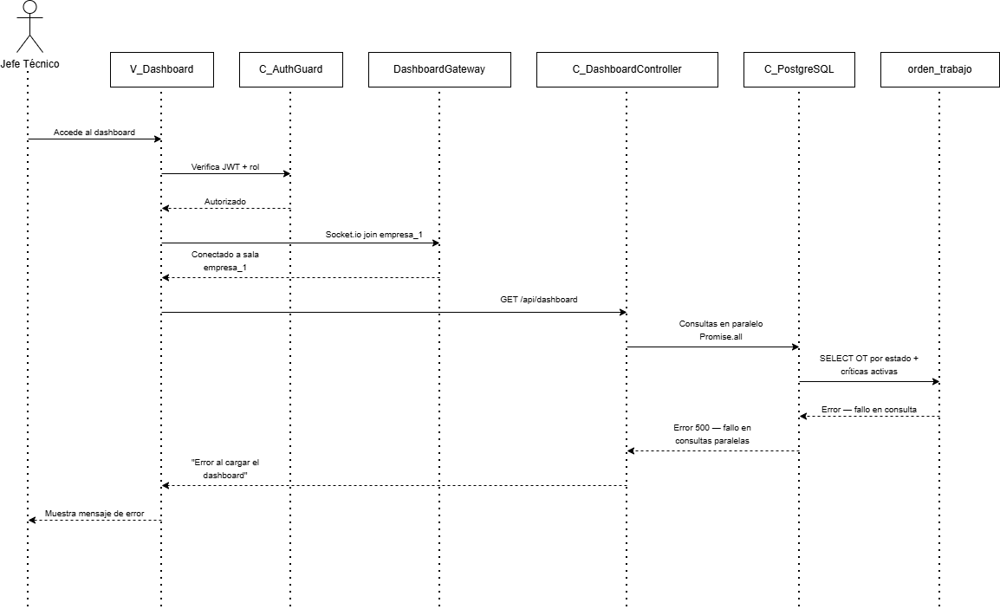 Jefe Técnico
V_Dashboard
C_AuthGuard
DashboardGateway
C_DashboardController
C_PostgreSQL
orden_trabajo
Accede al dashboard
Verifica JWT + rol
Autorizado
Socket.io join empresa_1
Conectado a sala
empresa_1
GET /api/dashboard
Consultas en paralelo
Promise.all
SELECT OT por estado +
críticas activas
Error — fallo en consulta
Error 500 — fallo en
consultas paralelas
"Error al cargar el
dashboard"
Muestra mensaje de error